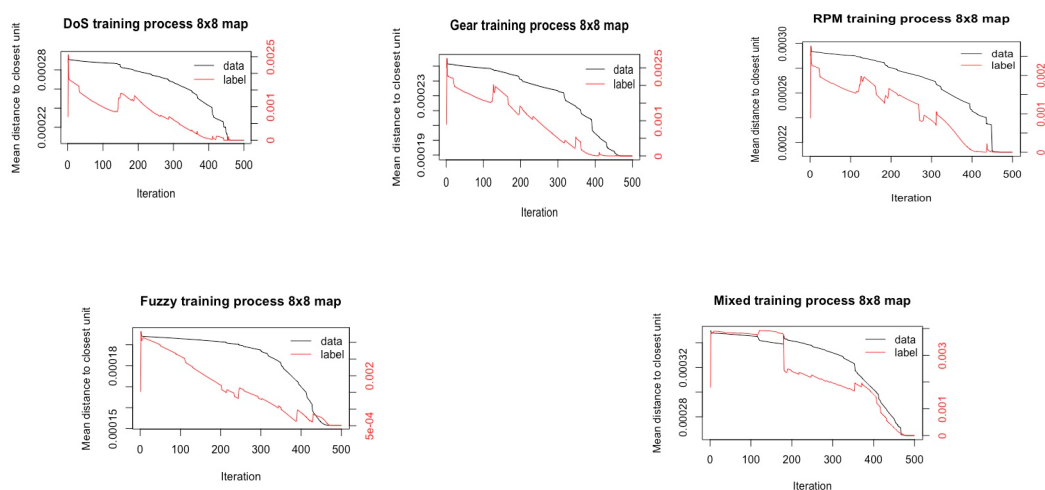 DoS training process 8x8 map
Mean distance to closest unit
0.00028
0.00022
0.0025
0.001
0
data
label
0 100 200 300 400 500
Iteration
Gear training process 8x8 map
Mean distance to closest unit
0.00023
0.00019
0.0025
0.001
0
data
label
0 100 200 300 400 500
Iteration
RPM training process 8x8 map
Mean distance to closest unit
0.00030
0.00026
0.00022
0.002
0.001
0
data
label
0 100 200 300 400 500
Iteration
Fuzzy training process 8x8 map
Mean distance to closest unit
0.00018
0.00015
0.002
5e-04
data
label
0 100 200 300 400 500
Iteration
Mixed training process 8x8 map
Mean distance to closest unit
0.00032
0.00028
0.003
0.001
0
data
label
0 100 200 300 400 500
Iteration